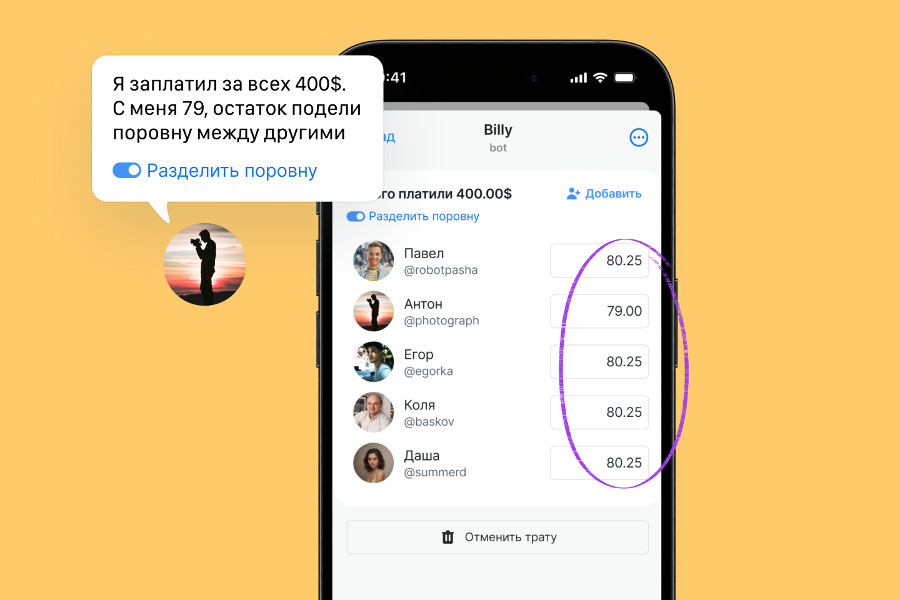 Я заплатил за всех 400$.
С меня 79, остаток подели
поровну между другими
Разделить поровну
:41
ад
Billy
bot
ого платили 400.00$
Добавить
Разделить поровну
Павел
@robotpasha
80.25
Антон
@photograph
79.00
Егор
@egorka
80.25
Коля
@baskov
80.25
Даша
@summerd
80.25
Отменить трату